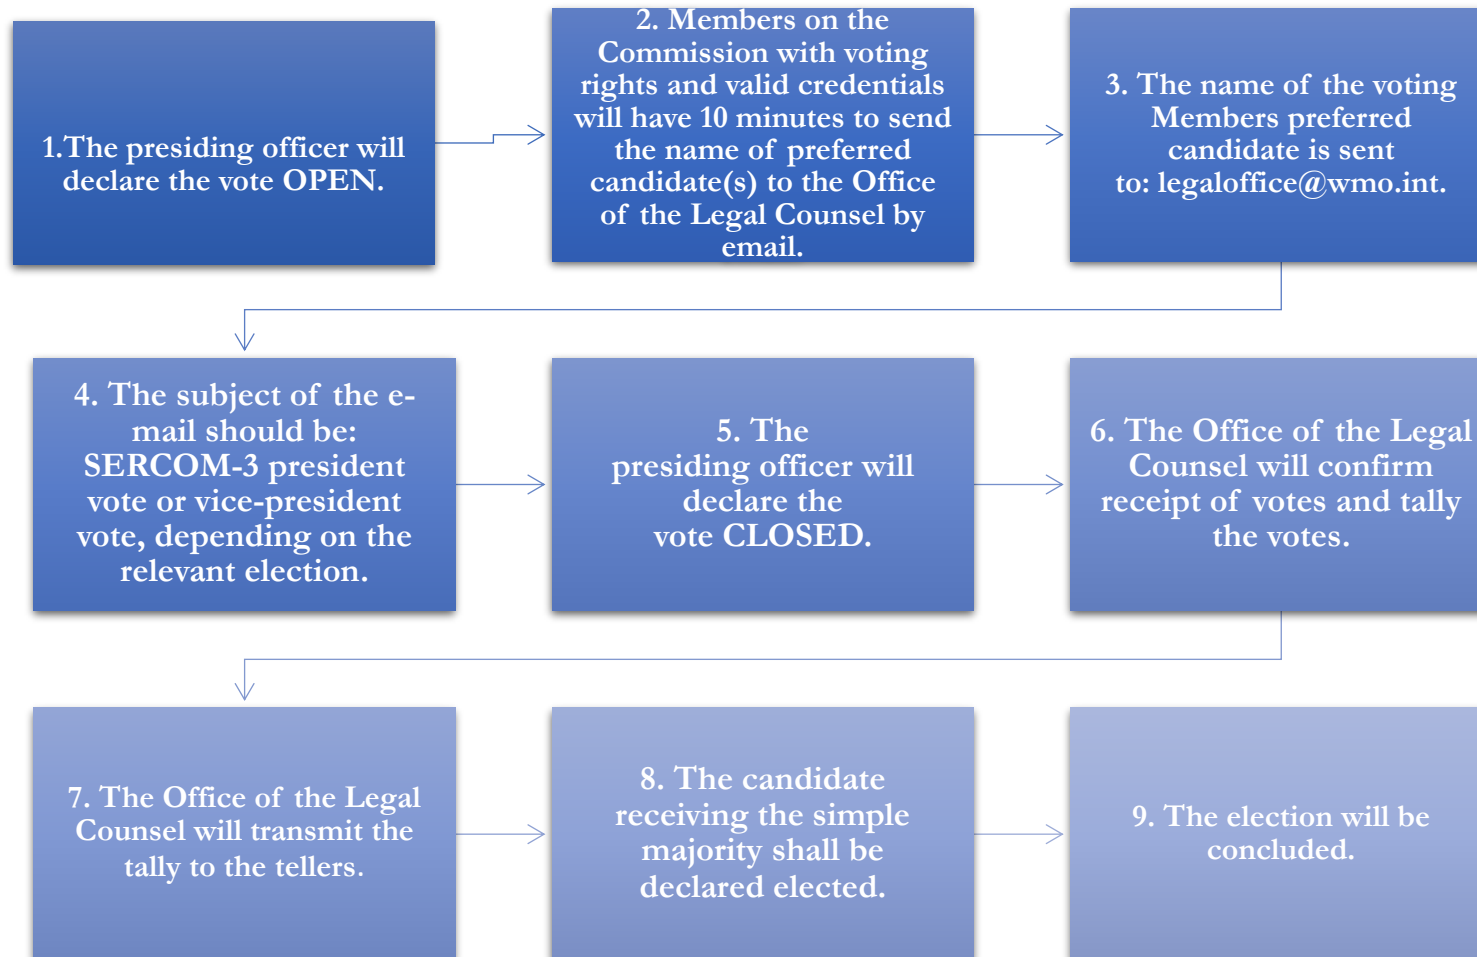 1.The presiding officer will
declare the vote OPEN.
2. Members on the
Commission with voting
rights and valid credentials
will have 10 minutes to send
the name of preferred
candidate(s) to the Office
of the Legal Counsel by
email.
3. The name of the voting
Members preferred
candidate is sent
to: legaloffice@wmo.int.
4. The subject of the e-
mail should be:
SERCOM-3 president
vote or vice-president
vote, depending on the
relevant election.
5. The
presiding officer will
declare the
vote CLOSED.
6. The Office of the Legal
Counsel will confirm
receipt of votes and tally
the votes.
7. The Office of the Legal
Counsel will transmit the
tally to the tellers.
8. The candidate
receiving the simple
majority shall be
declared elected.
9. The election will be
concluded.